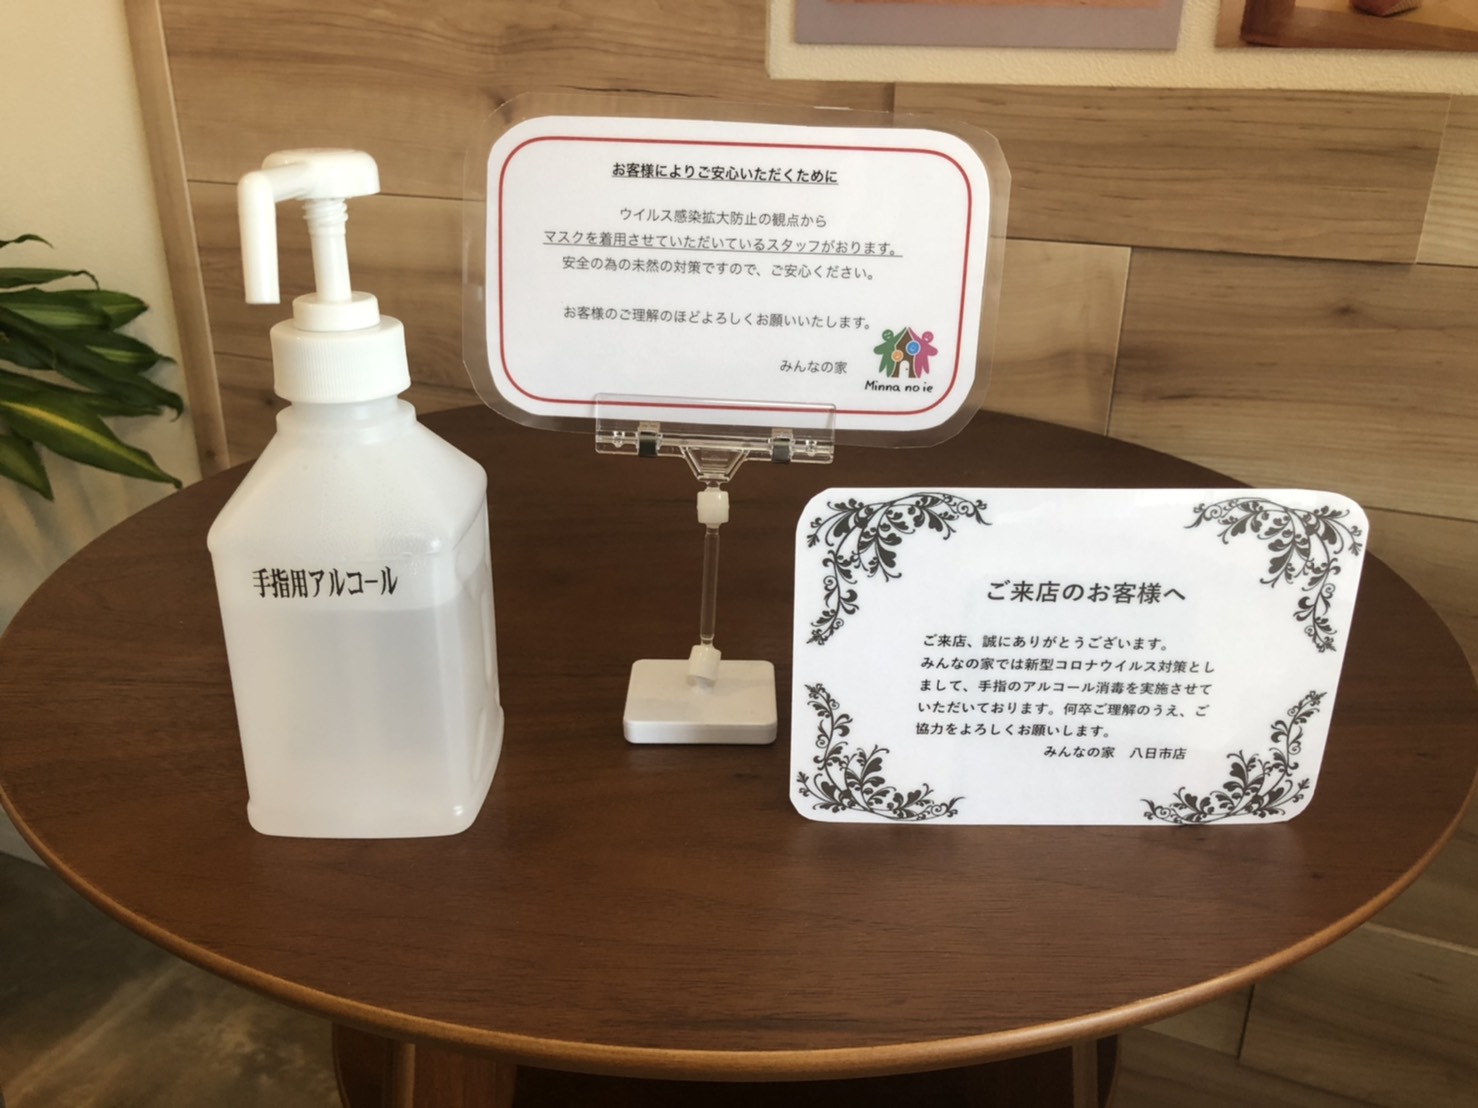 お客様によりご安心いただくために
ウイルス感染拡大防止の観点から
マスクを着用させていただいているスタッフがおります。
安全の為の未然の対策ですので、ご安心ください。
お客様のご理解のほどよろしくお願いいたします。
みんなの家
Minna no ie
手指用アルコール
ご来店のお客様へ
ご来店、誠にありがとうございます。
みんなの家では新型コロナウイルス対策とし
まして、手指のアルコール消毒を実施させて
いただいております。何卒ご理解のうえ、ご
協力をよろしくお願いします。
みんなの家　八日市店